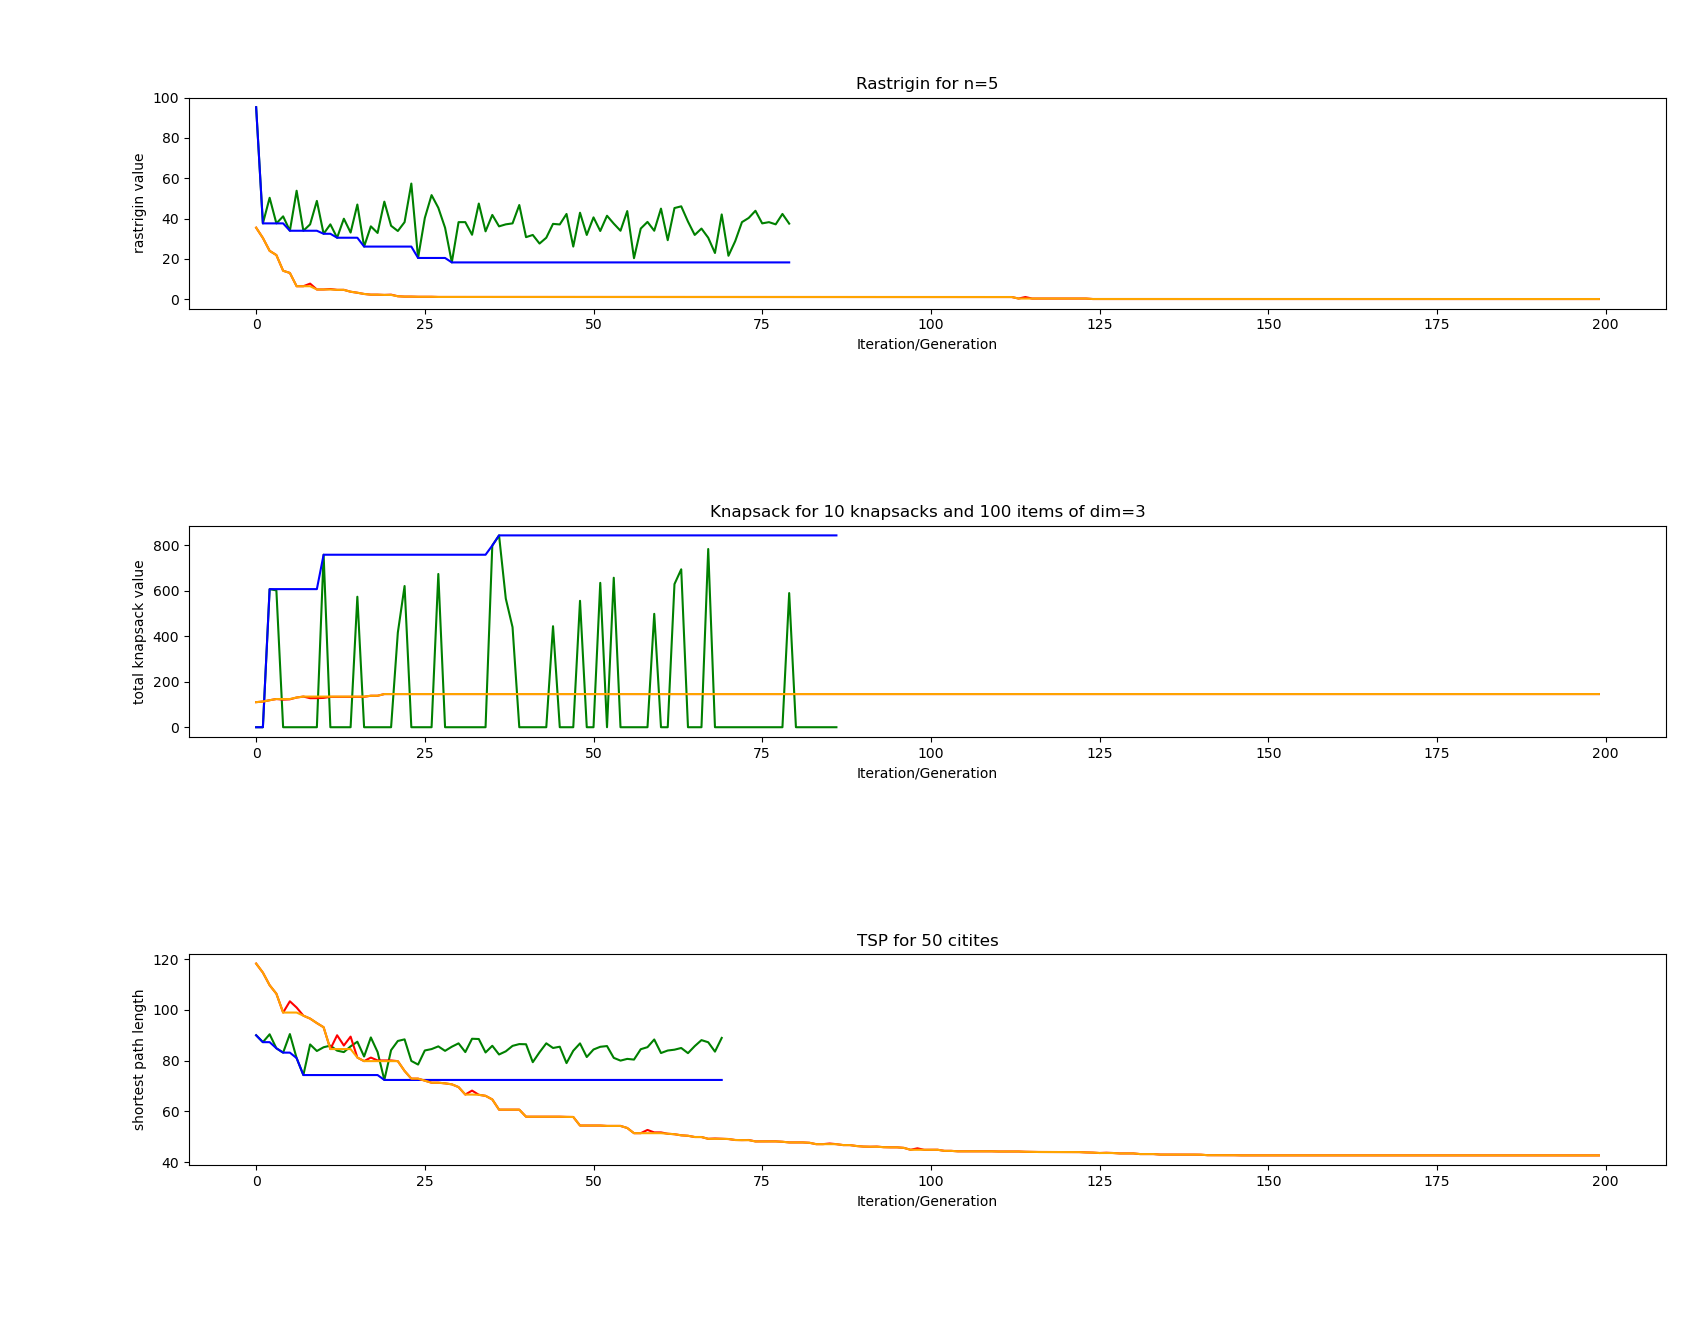 Rastrigin for n=5
100
80
60
40
20
0
rastrigin value
0 25 50 75 100 125 150 175 200
Iteration/Generation
Knapsack for 10 knapsacks and 100 items of dim=3
800
600
400
200
0
total knapsack value
0 25 50 75 100 125 150 175 200
Iteration/Generation
TSP for 50 citites
120
100
80
60
40
shortest path length
0 25 50 75 100 125 150 175 200
Iteration/Generation